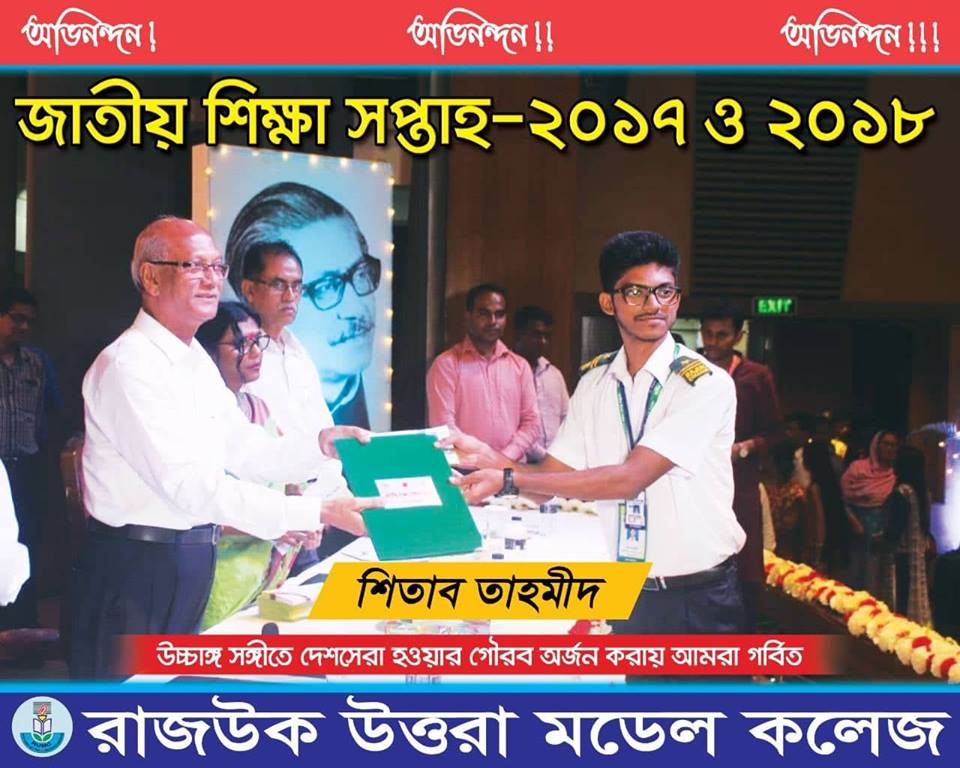 অভিনন্দন! অভিনন্দন!! অভিনন্দন!!!
জাতীয় শিক্ষা সপ্তাহ-২০১৭ ও ২০১৮
EXIT
শিতাব তাহমীদ
উচ্চাঙ্গ সঙ্গীতে দেশসেরা হওয়ার গৌরব অর্জন করায় আমরা গর্বিত
রাজউক উত্তরা মডেল কলেজ